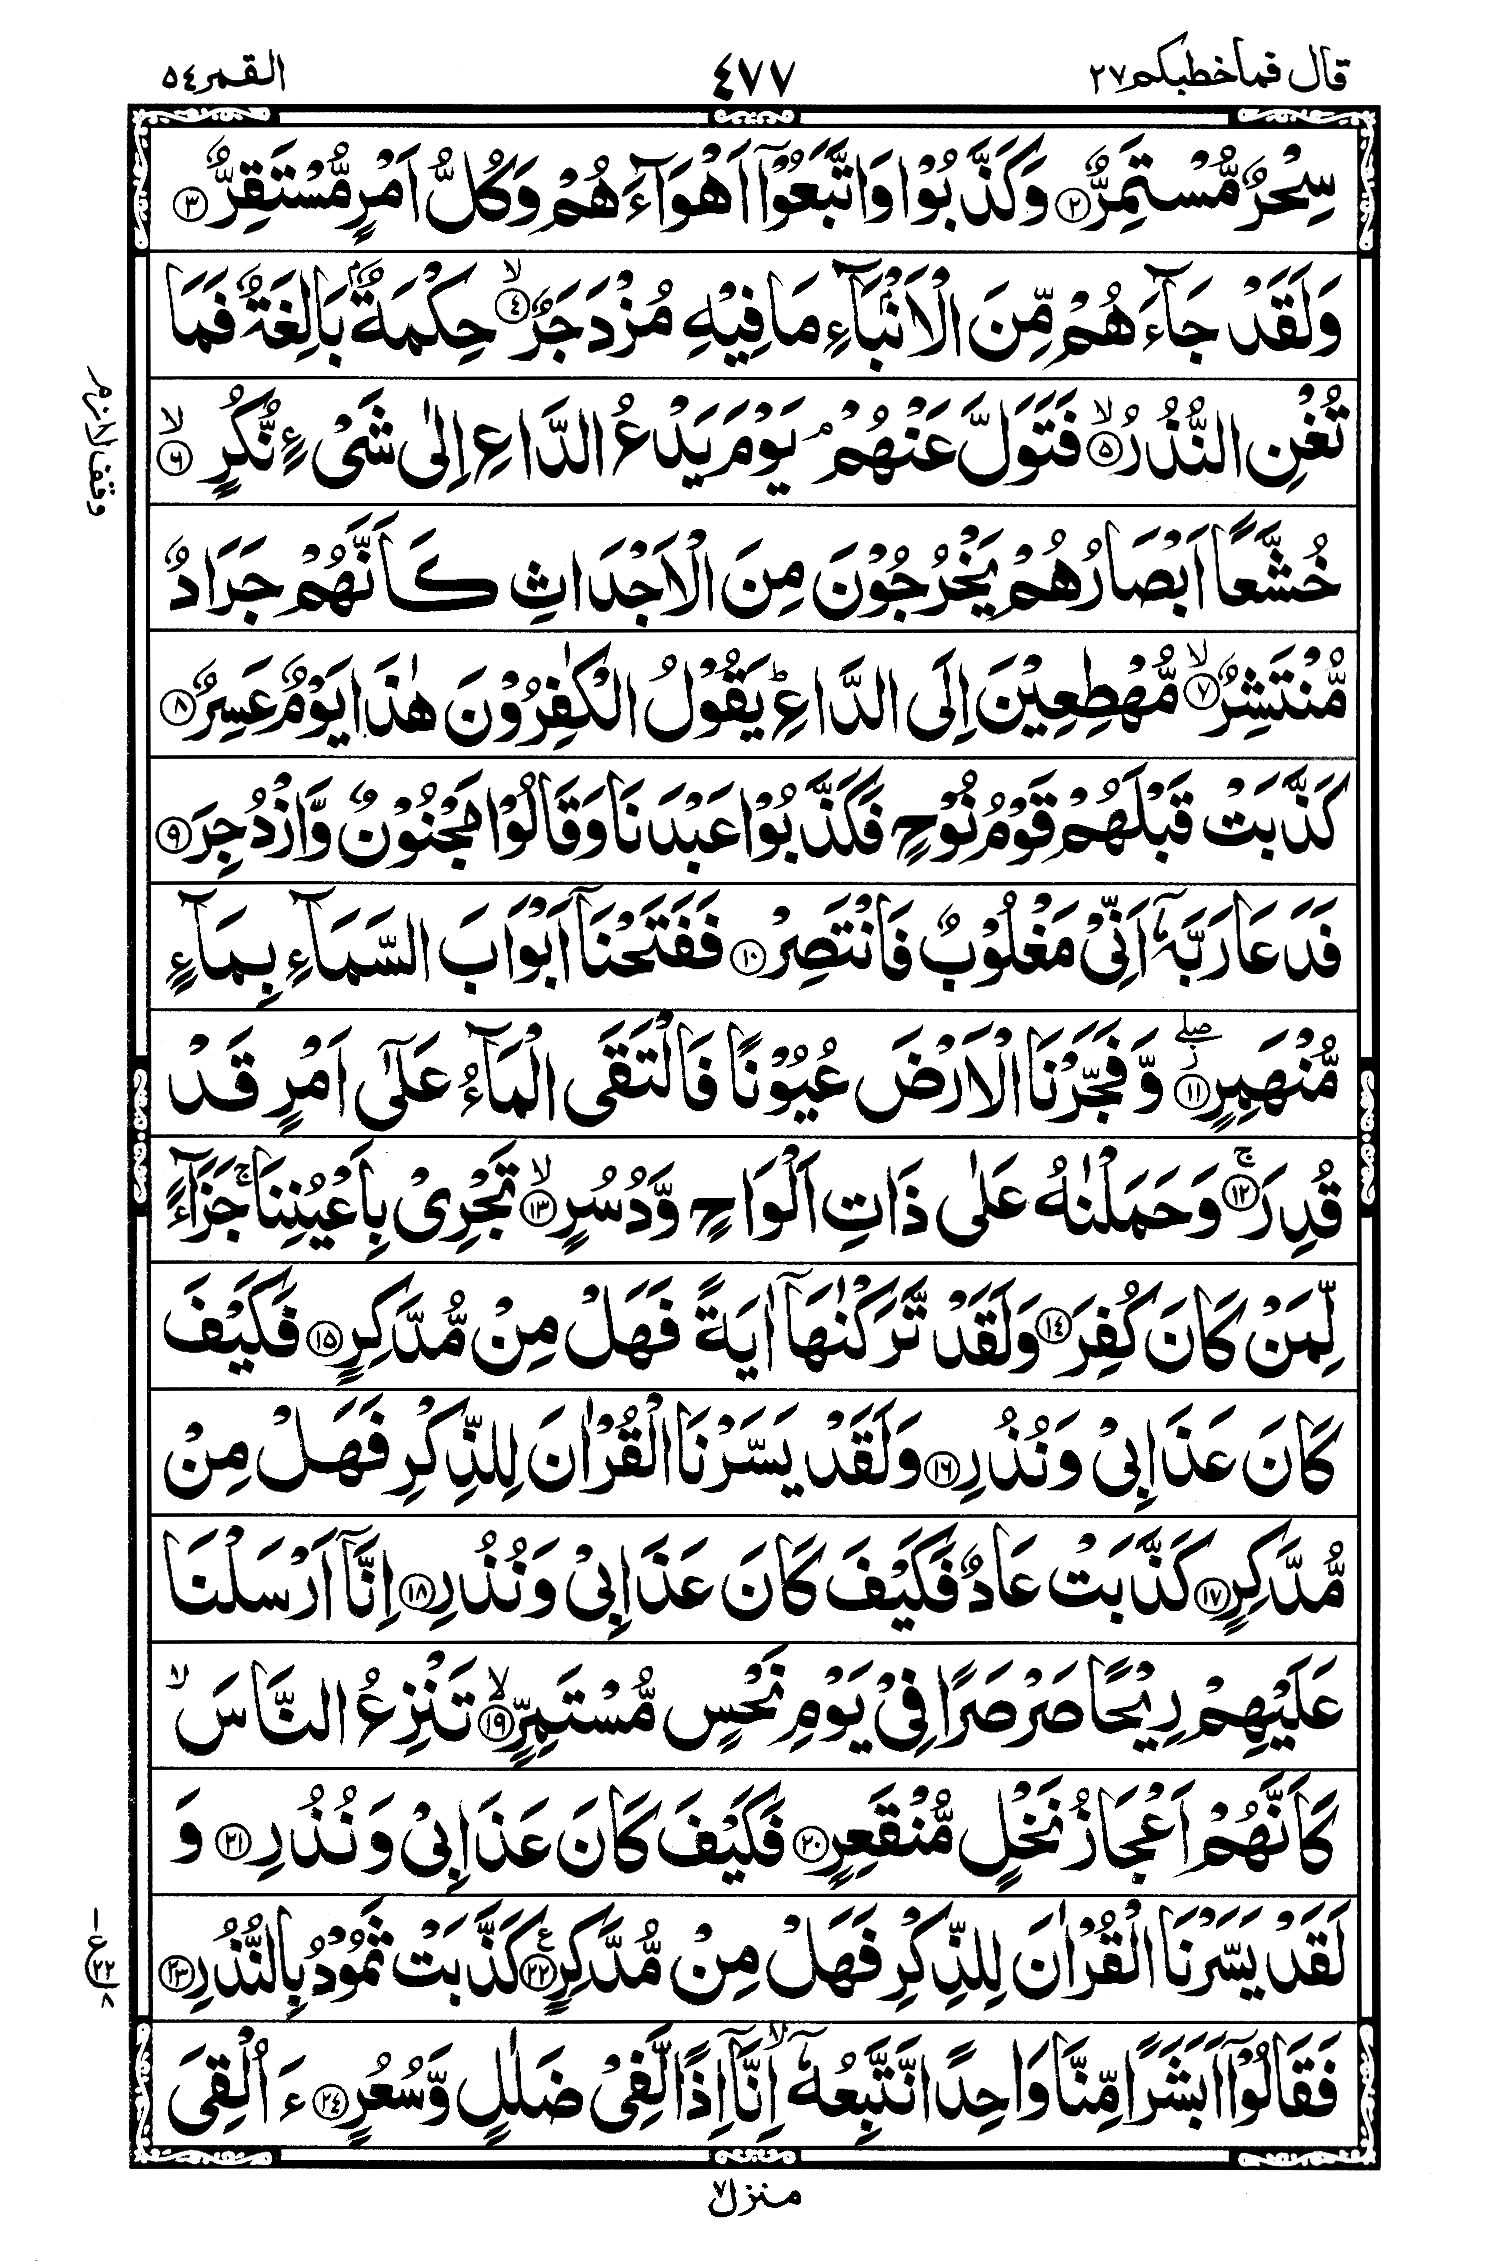 قال فماخطبكم ٢٧
٤٧٧
القمر ٥٤
سِحْرٌ مُّسْتَمِرٌّ ٢ وَكَذَّبُوْا وَاتَّبَعُوْٓا اَهْوَآءَهُمْ وَكُلُّ اَمْرٍ مُّسْتَقِرٌّ ٣
وَلَقَدْ جَآءَهُمْ مِّنَ الْاَنْۢبَآءِ مَا فِيْهِ مُزْدَجَرٌ ۙ ٤ حِكْمَةٌۢ بَالِغَةٌ فَمَا
تُغْنِ النُّذُرُ ۙ ٥ فَتَوَلَّ عَنْهُمْ ۘ يَوْمَ يَدْعُ الدَّاعِ اِلٰى شَيْءٍ نُّكُرٍ ۙ ٦
وقف لازم
خُشَّعًا اَبْصَارُهُمْ يَخْرُجُوْنَ مِنَ الْاَجْدَاثِ كَاَنَّهُمْ جَرَادٌ
مُّنْتَشِرٌ ۙ ٧ مُّهْطِعِيْنَ اِلَى الدَّاعِ ؕ يَقُوْلُ الْكٰفِرُوْنَ هٰذَا يَوْمٌ عَسِرٌ ٨
كَذَّبَتْ قَبْلَهُمْ قَوْمُ نُوْحٍ فَكَذَّبُوْا عَبْدَنَا وَقَالُوْا مَجْنُوْنٌ وَّازْدُجِرَ ٩
فَدَعَا رَبَّهٗٓ اَنِّيْ مَغْلُوْبٌ فَانْتَصِرْ ١٠ فَفَتَحْنَآ اَبْوَابَ السَّمَآءِ بِمَآءٍ
مُّنْهَمِرٍ ۖز ١١ وَّفَجَّرْنَا الْاَرْضَ عُيُوْنًا فَالْتَقَى الْمَآءُ عَلٰٓى اَمْرٍ قَدْ
قُدِرَ ۚ ١٢ وَحَمَلْنٰهُ عَلٰى ذَاتِ اَلْوَاحٍ وَّدُسُرٍ ۙ ١٣ تَجْرِيْ بِاَعْيُنِنَا ۚ جَزَآءً
لِّمَنْ كَانَ كُفِرَ ١٤ وَلَقَدْ تَّرَكْنٰهَآ اٰيَةً فَهَلْ مِنْ مُّدَّكِرٍ ١٥ فَكَيْفَ
كَانَ عَذَابِيْ وَنُذُرِ ١٦ وَلَقَدْ يَسَّرْنَا الْقُرْاٰنَ لِلذِّكْرِ فَهَلْ مِنْ
مُّدَّكِرٍ ١٧ كَذَّبَتْ عَادٌ فَكَيْفَ كَانَ عَذَابِيْ وَنُذُرِ ١٨ اِنَّآ اَرْسَلْنَا
عَلَيْهِمْ رِيْحًا صَرْصَرًا فِيْ يَوْمِ نَحْسٍ مُّسْتَمِرٍّ ۙ ١٩ تَنْزِعُ النَّاسَ ۙ
كَاَنَّهُمْ اَعْجَازُ نَخْلٍ مُّنْقَعِرٍ ٢٠ فَكَيْفَ كَانَ عَذَابِيْ وَنُذُرِ ٢١ وَ
لَقَدْ يَسَّرْنَا الْقُرْاٰنَ لِلذِّكْرِ فَهَلْ مِنْ مُّدَّكِرٍ ࣖ ٢٢ كَذَّبَتْ ثَمُوْدُ بِالنُّذُرِ ٢٣
١ ع ٢٢ ٨
فَقَالُوْٓا اَبَشَرًا مِّنَّا وَاحِدًا نَّتَّبِعُهٗٓ ۙ اِنَّآ اِذًا لَّفِيْ ضَلٰلٍ وَّسُعُرٍ ٢٤ ءَاُلْقِيَ
منزل ٧